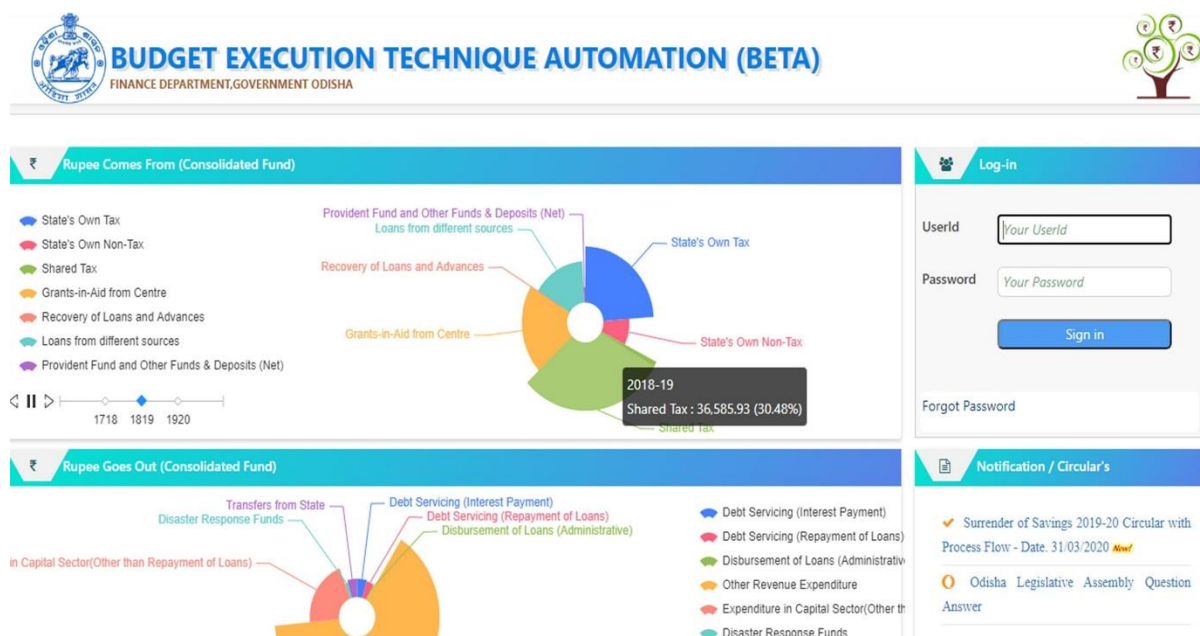 BUDGET EXECUTION TECHNIQUE AUTOMATION (BETA)
FINANCE DEPARTMENT,GOVERNMENT ODISHA
₹ Rupee Comes From (Consolidated Fund)
State's Own Tax
State's Own Non-Tax
Shared Tax
Grants-in-Aid from Centre
Recovery of Loans and Advances
Loans from different sources
Provident Fund and Other Funds & Deposits (Net)
1718 1819 1920
Provident Fund and Other Funds & Deposits (Net)
Loans from different sources
State's Own Tax
Recovery of Loans and Advances
Grants-in-Aid from Centre
State's Own Non-Tax
2018-19
Shared Tax : 36,585.93 (30.48%)
Shared Tax
Log-in
UserId
Your UserId
Password
Your Password
Sign in
Forgot Password
₹ Rupee Goes Out (Consolidated Fund)
Transfers from State
Debt Servicing (Interest Payment)
Disaster Response Funds
Debt Servicing (Repayment of Loans)
Disbursement of Loans (Administrative)
in Capital Sector(Other than Repayment of Loans)
Debt Servicing (Interest Payment)
Debt Servicing (Repayment of Loans)
Disbursement of Loans (Administrativ
Other Revenue Expenditure
Expenditure in Capital Sector(Other th
Disaster Response Funds
Notification / Circular's
Surrender of Savings 2019-20 Circular with
Process Flow - Date. 31/03/2020 New!
Odisha Legislative Assembly Question
Answer